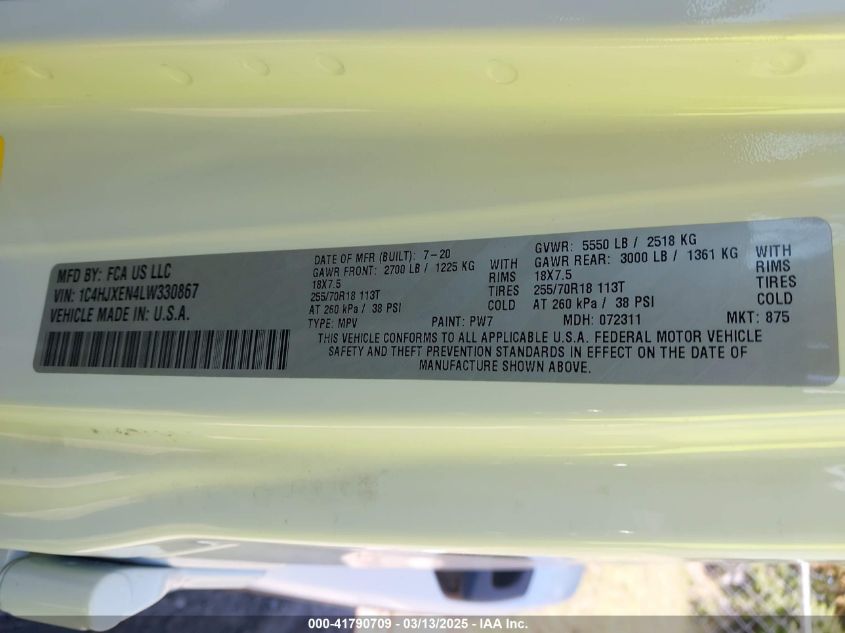 MFD BY: FCA US LLC
VIN: 1C4HJXEN4LW330867
VEHICLE MADE IN: U.S.A.
DATE OF MFR (BUILT): 7-20
GAWR FRONT: 2700 LB / 1225 KG
18X7.5
255/70R18 113T
AT 260 kPa / 38 PSI
WITH
RIMS
TIRES
COLD
GVWR: 5550 LB / 2518 KG
GAWR REAR: 3000 LB / 1361 KG
18X7.5
255/70R18 113T
AT 260 kPa / 38 PSI
WITH
RIMS
TIRES
COLD
TYPE: MPV PAINT: PW7 MDH: 072311 MKT: 875
THIS VEHICLE CONFORMS TO ALL APPLICABLE U.S.A. FEDERAL MOTOR VEHICLE
SAFETY AND THEFT PREVENTION STANDARDS IN EFFECT ON THE DATE OF
MANUFACTURE SHOWN ABOVE.
000-41790709 - 03/13/2025 - IAA Inc.